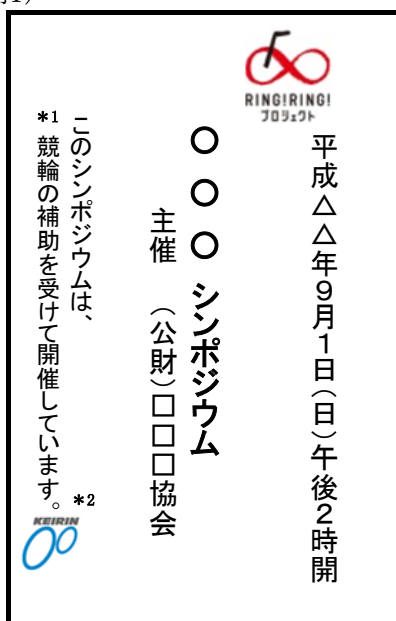 例1)
RING!RING!
プロジェクト
平成△△年9月1日(日)午後2時開
〇〇〇シンポジウム
主催 (公財)□□□協会
このシンポジウムは、
*1 競輪の補助を受けて開催しています。*2
KEIRIN